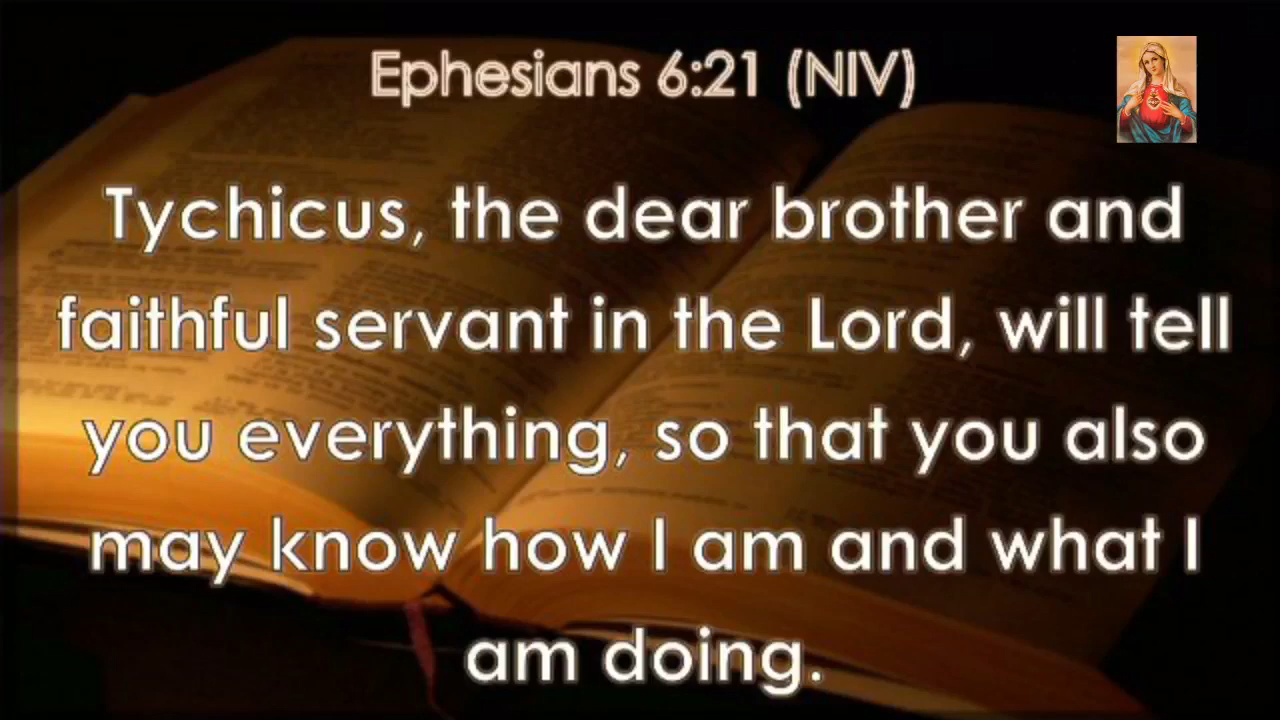 Ephesians 6:21 (NIV)
Tychicus, the dear brother and
faithful servant in the Lord, will tell
you everything, so that you also
may know how I am and what I
am doing.